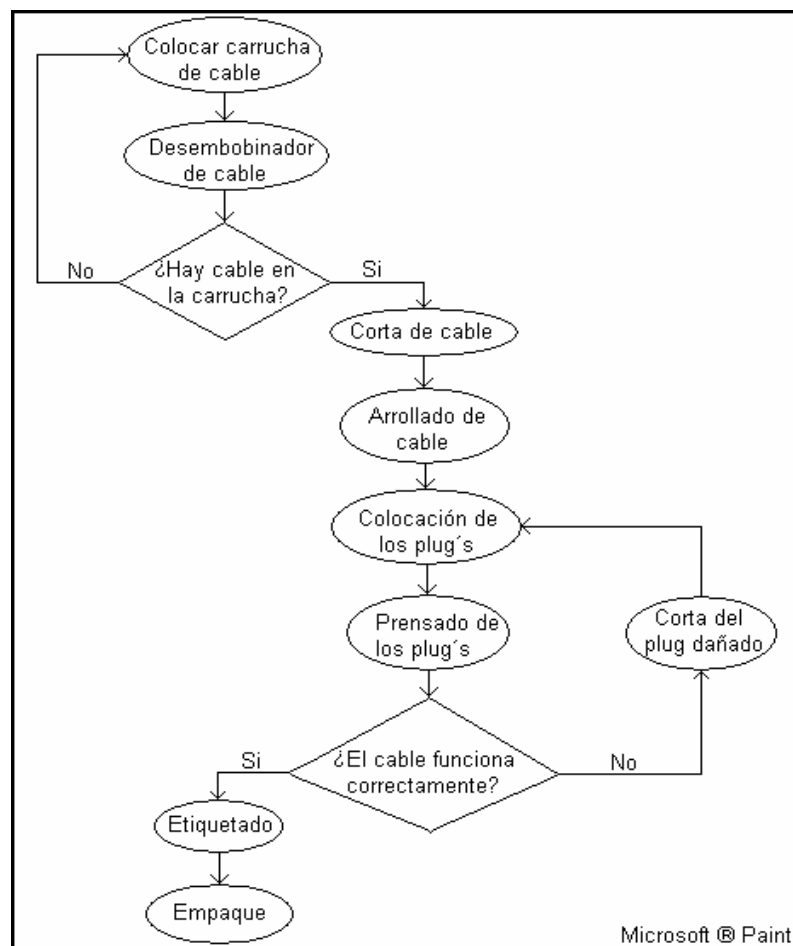 Colocar carrucha
de cable
Desembobinador
de cable
¿Hay cable en
la carrucha?
No
Si
Corta de cable
Arrollado de
cable
Colocación de
los plug´s
Prensado de
los plug´s
Corta del
plug dañado
¿El cable funciona
correctamente?
Si
No
Etiquetado
Empaque
Microsoft ® Paint